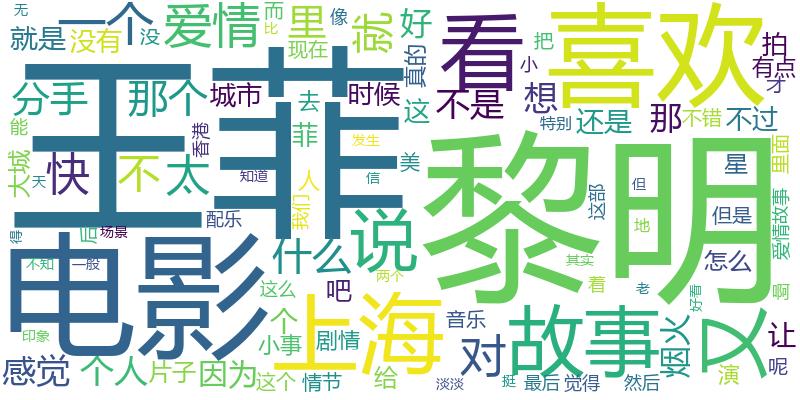 一个
爱情
里
而
比
像
就
好
看
喜欢
无
就是
没有
没
现在
真的
把
小
拍
有点
才
王菲
分手
那个
城市
去
时候
这
不是
想
特别
还是
那
不错
不过
能
大城
天
快
不
太
香港
知道
菲
发生
信
人
我们
美
黎明
这部
但
地
星
但是
里面
爱情故事
得
后
场景
配乐
电影
不知
一般
什么
说
两个
其实
着
老
怎么
好看
印象
这么
吧
上海
故事
又
让
呢
感觉
个人
片子
因为
个
小事
剧情
音乐
对
烟火
演
这个
情节
给
淡淡
挺
最后
觉得
然后